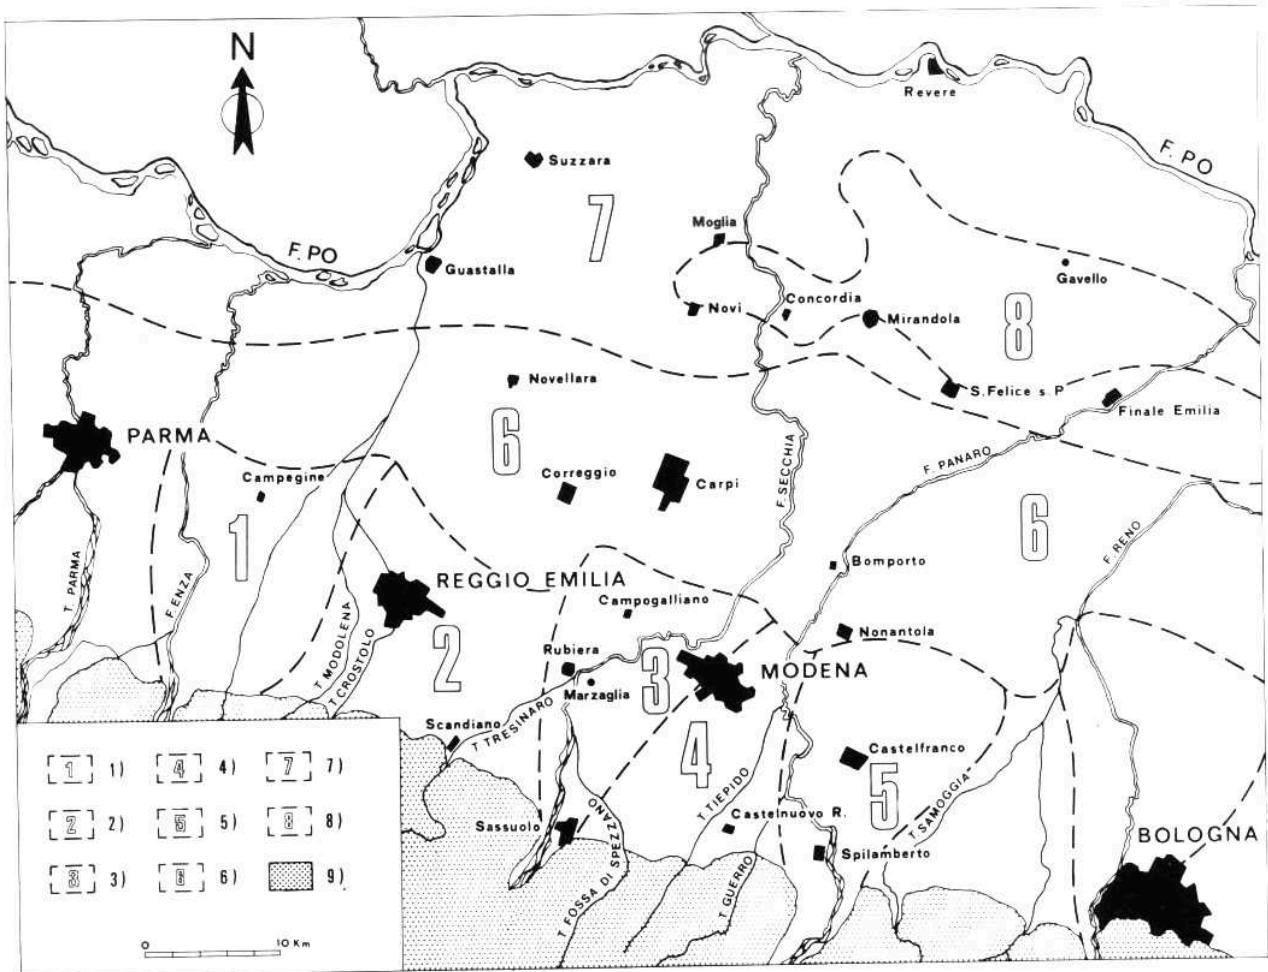 N
Revere
F. PO
Suzzara
7
Moglia
F. PO
Guastalla
Gavello
Novi
Concordia
Mirandola
8
Novellara
S. Felice s. P
Finale Emilia
PARMA
6
F. SECCHIA
F. PANARO
Campegine
Correggio
Carpi
1
6
F. RENO
T. PARMA
F. ENZA
Bomporto
REGGIO EMILIA
Campogalliano
T. MODOLENA
T. CROSTOLO
2
Nonantola
Rubiera
3
MODENA
Marzaglia
T. TRESINARO
Scandiano
4
Castelfranco
5
T. TIEPIDO
T. SAMOGGIA
Sassuolo
Castelnuovo R.
BOLOGNA
Spilamberto
T. FOSSA DI SPEZZANO
T. GUERRO
1 1) 4 4) 7 7)
2 2) 5 5) 8 8)
3 3) 6 6) 9)
0 10 Km